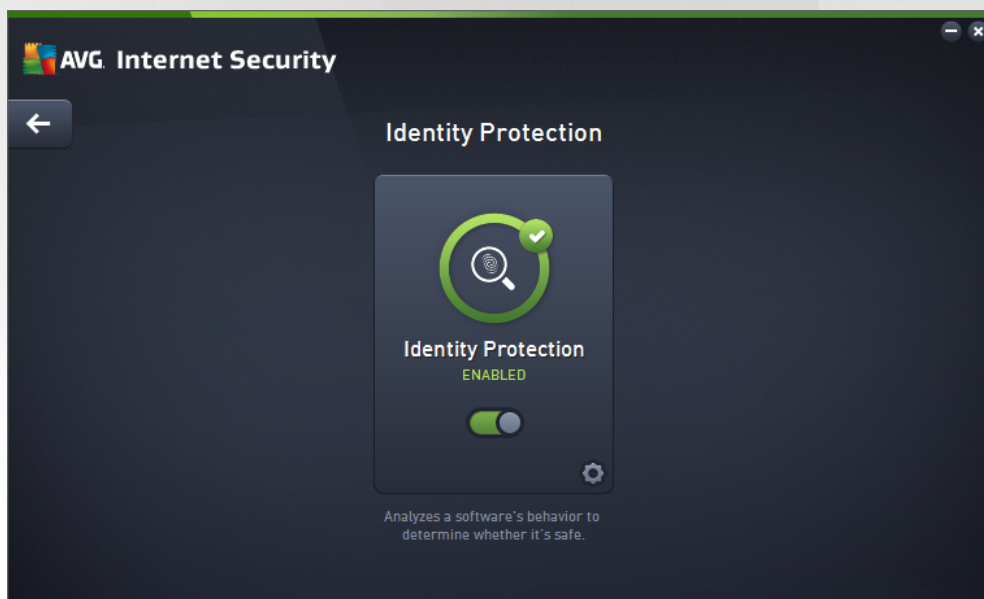 AVG. Internet Security
Identity Protection
Identity Protection
ENABLED
Analyzes a software's behavior to
determine whether it's safe.